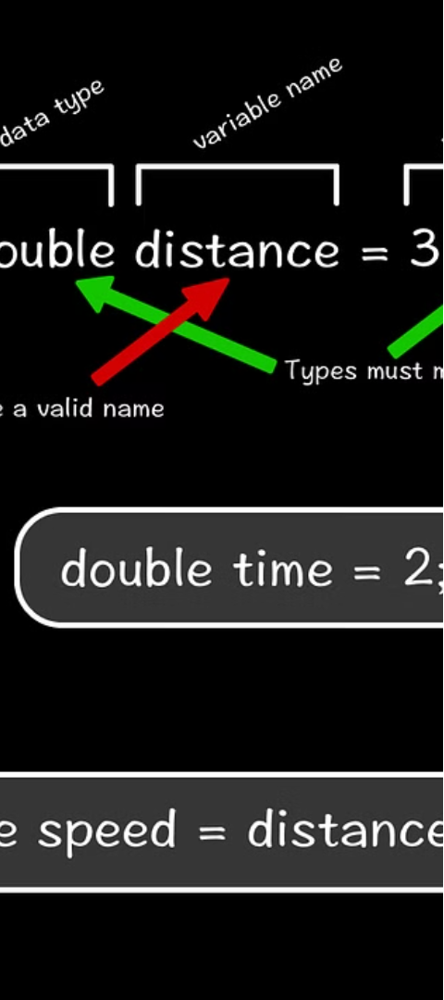 data type
variable name
ouble distance = 3
Types must m
e a valid name
double time = 2;
e speed = distance